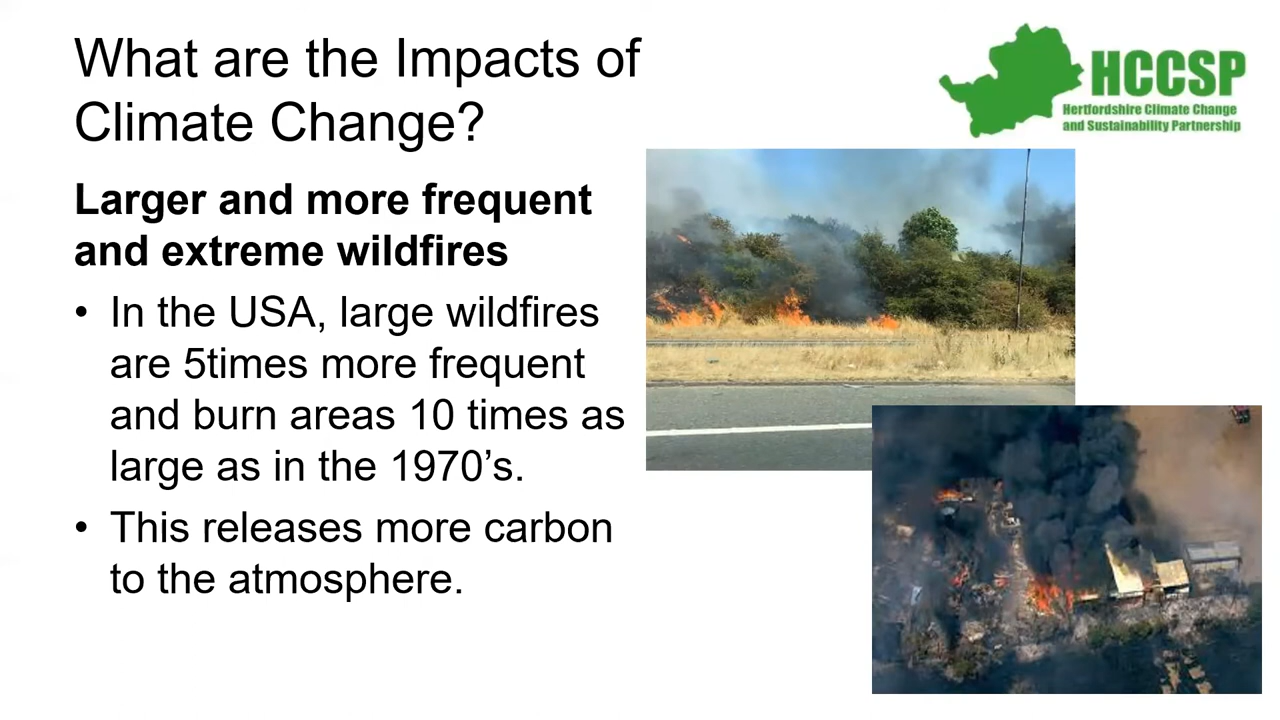 What are the Impacts of
Climate Change?
HCCSP
Hertfordshire Climate Change
and Sustainability Partnership
Larger and more frequent
and extreme wildfires
• In the USA, large wildfires
are 5times more frequent
and burn areas 10 times as
large as in the 1970’s.
• This releases more carbon
to the atmosphere.